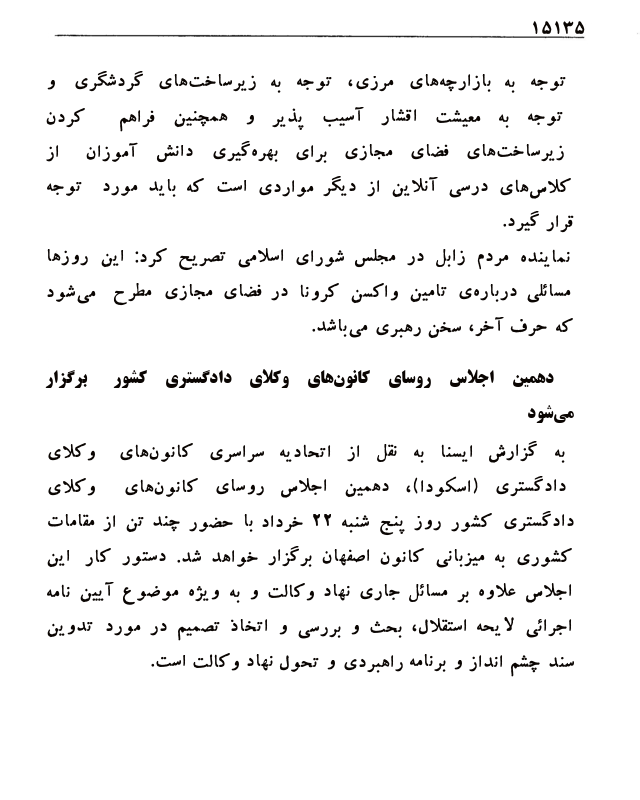 ۱۵۱۳۵
توجه به بازارچه‌های مرزی، توجه به زیرساخت‌های گردشگری و
توجه به معیشت اقشار آسیب پذیر و همچنین فراهم کردن
زیرساخت‌های فضای مجازی برای بهره‌گیری دانش آموزان از
کلاس‌های درسی آنلاین از دیگر مواردی است که باید مورد توجه
قرار گیرد.
نماینده مردم زابل در مجلس شورای اسلامی تصریح کرد: این روزها
مسائلی درباره‌ی تامین واکسن کرونا در فضای مجازی مطرح می‌شود
که حرف آخر، سخن رهبری می‌باشد.
دهمین اجلاس روسای کانون‌های وکلای دادگستری کشور برگزار
می‌شود
به گزارش ایسنا به نقل از اتحادیه سراسری کانون‌های وکلای
دادگستری (اسکودا)، دهمین اجلاس روسای کانون‌های وکلای
دادگستری کشور روز پنج شنبه ۲۲ خرداد با حضور چند تن از مقامات
کشوری به میزبانی کانون اصفهان برگزار خواهد شد. دستور کار این
اجلاس علاوه بر مسائل جاری نهاد وکالت و به ویژه موضوع آیین نامه
اجرائی لایحه استقلال، بحث و بررسی و اتخاذ تصمیم در مورد تدوین
سند چشم انداز و برنامه راهبردی و تحول نهاد وکالت است.